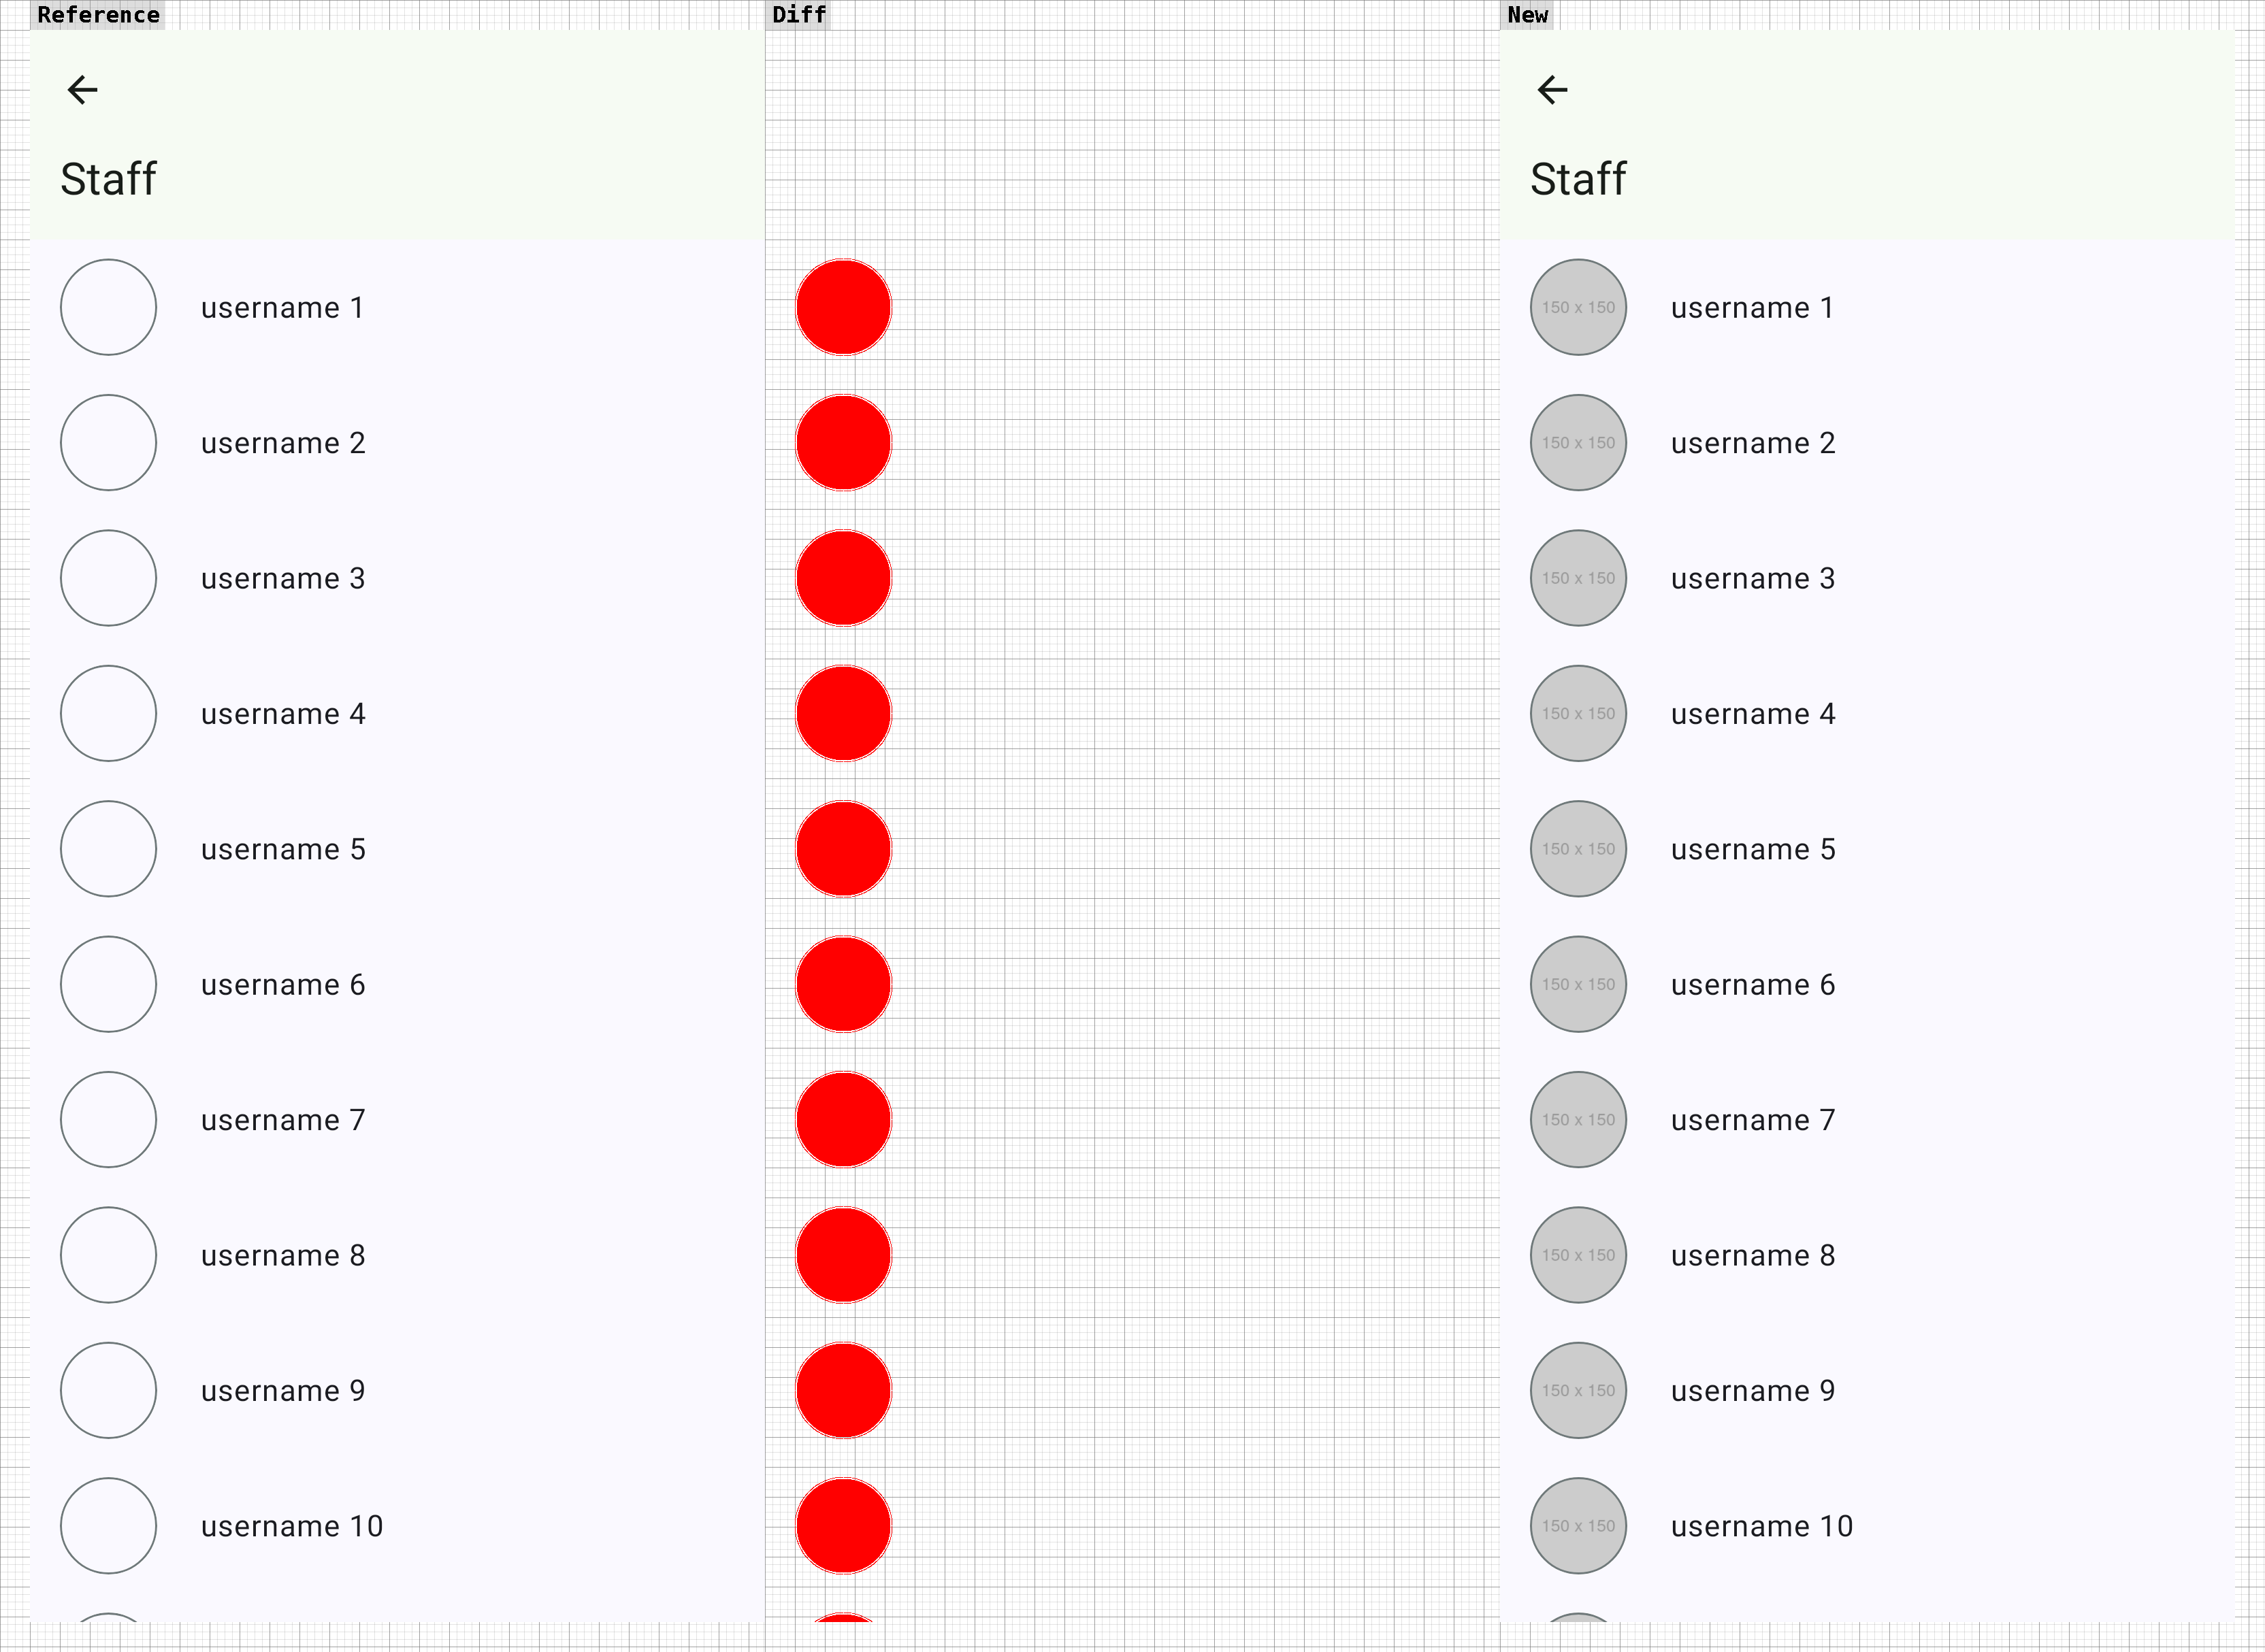 Reference
Diff
New
Staff
username 1
username 2
username 3
username 4
username 5
username 6
username 7
username 8
username 9
username 10
Staff
150 x 150 username 1
150 x 150 username 2
150 x 150 username 3
150 x 150 username 4
150 x 150 username 5
150 x 150 username 6
150 x 150 username 7
150 x 150 username 8
150 x 150 username 9
150 x 150 username 10